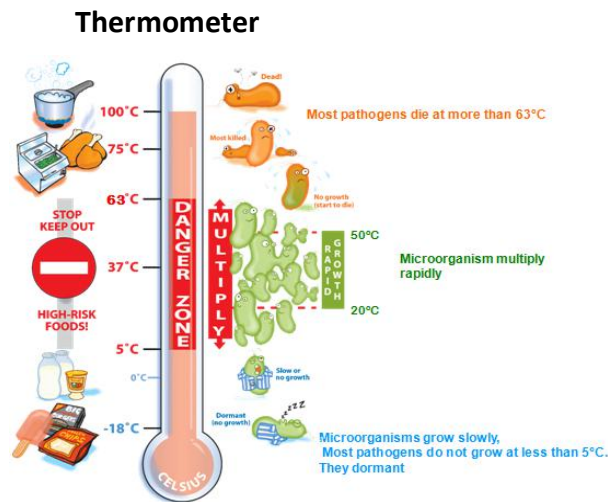 Thermometer
Dead!
100°C
Most pathogens die at more than 63°C
Most killed
75°C
No growth
(start to die)
63°C
STOP
KEEP OUT
DANGER ZONE
MULTIPLY
50°C
RAPID
GROWTH
37°C
Microorganism multiply
rapidly
20°C
HIGH-RISK
FOODS!
5°C
0°C
Slow or
no growth
Dormant
(no growth)
zzzz
-18°C
Microorganisms grow slowly,
Most pathogens do not grow at less than 5°C.
They dormant
CELSIUS